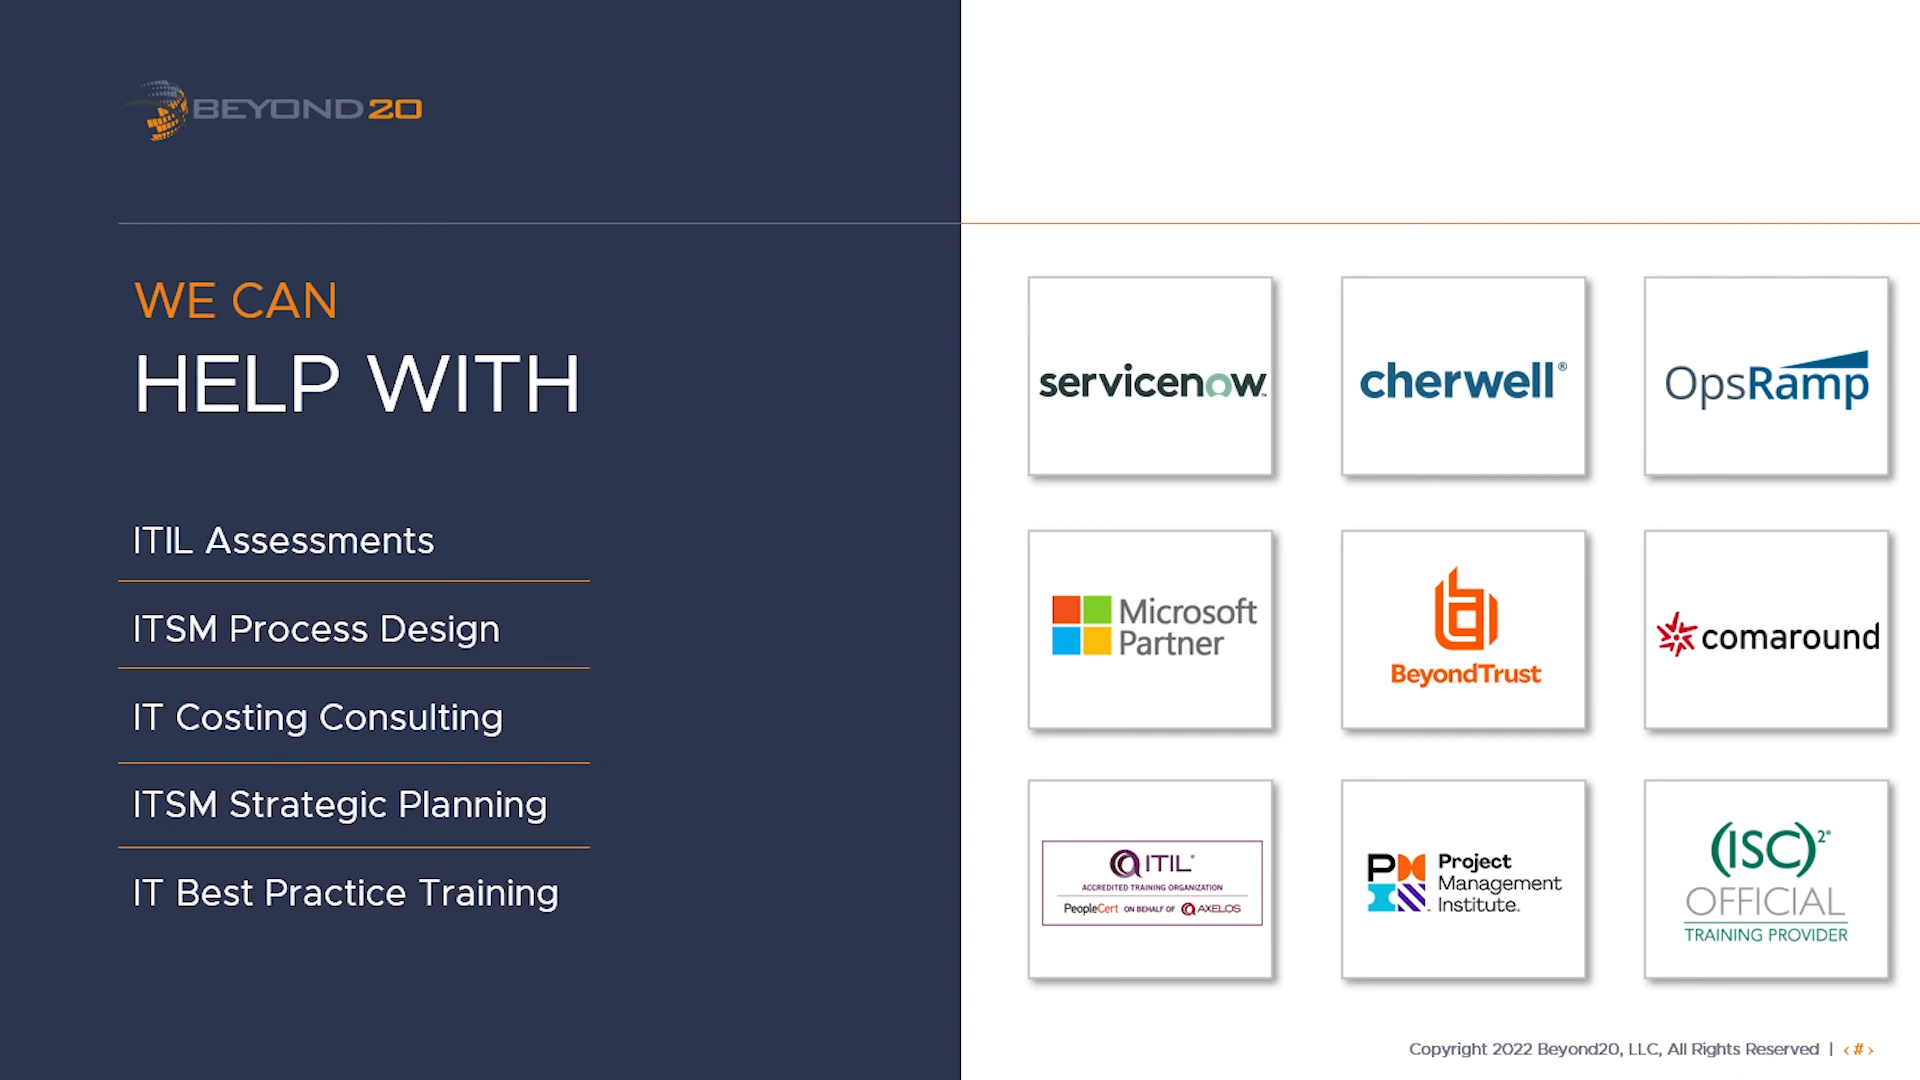 BEYOND20
WE CAN
HELP WITH
ITIL Assessments
ITSM Process Design
IT Costing Consulting
ITSM Strategic Planning
IT Best Practice Training
servicenow™
cherwell®
OpsRamp
Microsoft
Partner
BeyondTrust
comaround
ITIL®
ACCREDITED TRAINING ORGANIZATION
PeopleCert ON BEHALF OF AXELOS
Project
Management
Institute.
(ISC)²®
OFFICIAL
TRAINING PROVIDER
Copyright 2022 Beyond20, LLC, All Rights Reserved | ‹#›